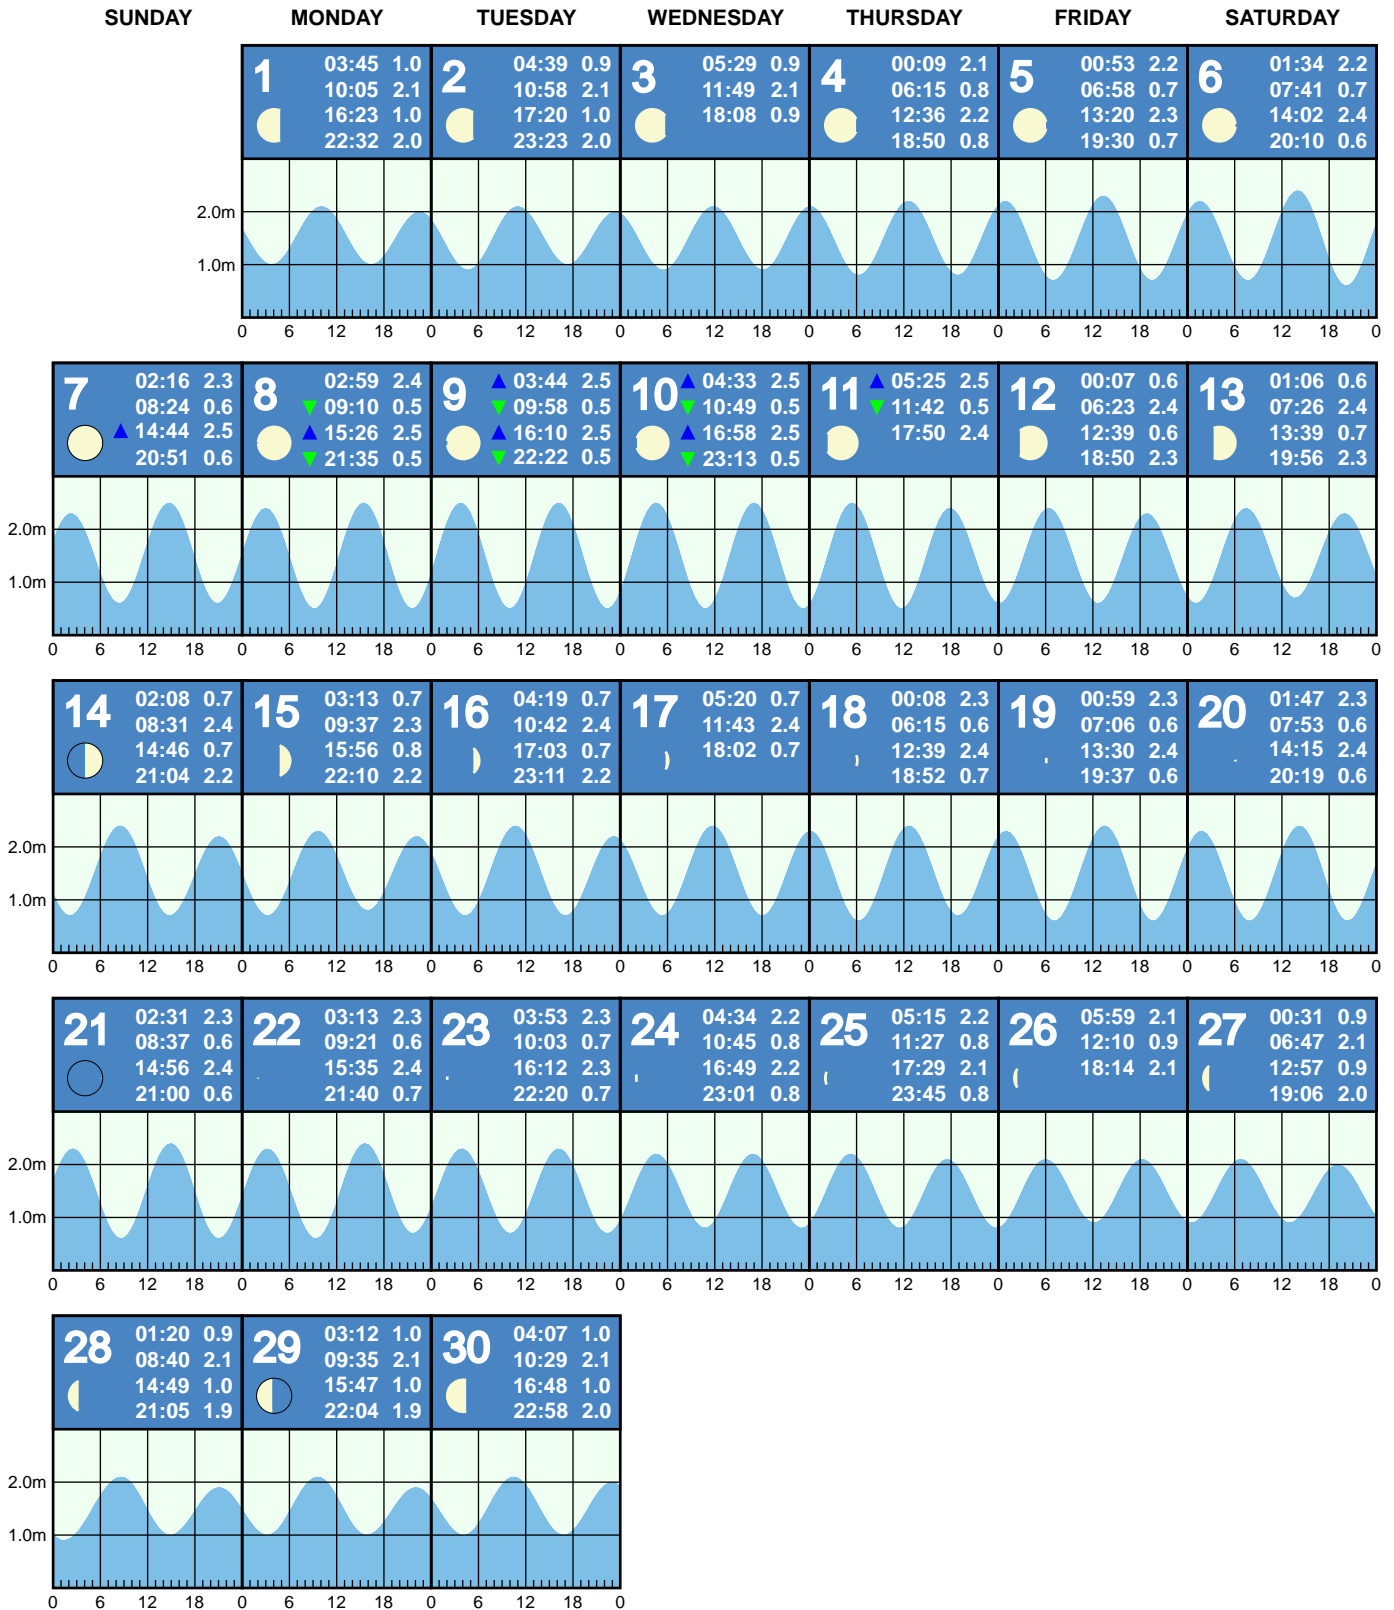 SUNDAY MONDAY TUESDAY WEDNESDAY THURSDAY FRIDAY SATURDAY
1 03:45 1.0
10:05 2.1
16:23 1.0
22:32 2.0
2 04:39 0.9
10:58 2.1
17:20 1.0
23:23 2.0
3 05:29 0.9
11:49 2.1
18:08 0.9
4 00:09 2.1
06:15 0.8
12:36 2.2
18:50 0.8
5 00:53 2.2
06:58 0.7
13:20 2.3
19:30 0.7
6 01:34 2.2
07:41 0.7
14:02 2.4
20:10 0.6
2.0m
1.0m
0 6 12 18 0 6 12 18 0 6 12 18 0 6 12 18 0 6 12 18 0 6 12 18 0
7 02:16 2.3
08:24 0.6
▲ 14:44 2.5
20:51 0.6
8 02:59 2.4
▼ 09:10 0.5
▲ 15:26 2.5
▼ 21:35 0.5
9 ▲ 03:44 2.5
▼ 09:58 0.5
▲ 16:10 2.5
▼ 22:22 0.5
10 ▲ 04:33 2.5
▼ 10:49 0.5
▲ 16:58 2.5
▼ 23:13 0.5
11 ▲ 05:25 2.5
▼ 11:42 0.5
17:50 2.4
12 00:07 0.6
06:23 2.4
12:39 0.6
18:50 2.3
13 01:06 0.6
07:26 2.4
13:39 0.7
19:56 2.3
2.0m
1.0m
0 6 12 18 0 6 12 18 0 6 12 18 0 6 12 18 0 6 12 18 0 6 12 18 0 6 12 18 0
14 02:08 0.7
08:31 2.4
14:46 0.7
21:04 2.2
15 03:13 0.7
09:37 2.3
15:56 0.8
22:10 2.2
16 04:19 0.7
10:42 2.4
17:03 0.7
23:11 2.2
17 05:20 0.7
11:43 2.4
18:02 0.7
18 00:08 2.3
06:15 0.6
12:39 2.4
18:52 0.7
19 00:59 2.3
07:06 0.6
13:30 2.4
19:37 0.6
20 01:47 2.3
07:53 0.6
14:15 2.4
20:19 0.6
2.0m
1.0m
0 6 12 18 0 6 12 18 0 6 12 18 0 6 12 18 0 6 12 18 0 6 12 18 0 6 12 18 0
21 02:31 2.3
08:37 0.6
14:56 2.4
21:00 0.6
22 03:13 2.3
09:21 0.6
15:35 2.4
21:40 0.7
23 03:53 2.3
10:03 0.7
16:12 2.3
22:20 0.7
24 04:34 2.2
10:45 0.8
16:49 2.2
23:01 0.8
25 05:15 2.2
11:27 0.8
17:29 2.1
23:45 0.8
26 05:59 2.1
12:10 0.9
18:14 2.1
27 00:31 0.9
06:47 2.1
12:57 0.9
19:06 2.0
2.0m
1.0m
0 6 12 18 0 6 12 18 0 6 12 18 0 6 12 18 0 6 12 18 0 6 12 18 0 6 12 18 0
28 01:20 0.9
08:40 2.1
14:49 1.0
21:05 1.9
29 03:12 1.0
09:35 2.1
15:47 1.0
22:04 1.9
30 04:07 1.0
10:29 2.1
16:48 1.0
22:58 2.0
2.0m
1.0m
0 6 12 18 0 6 12 18 0 6 12 18 0